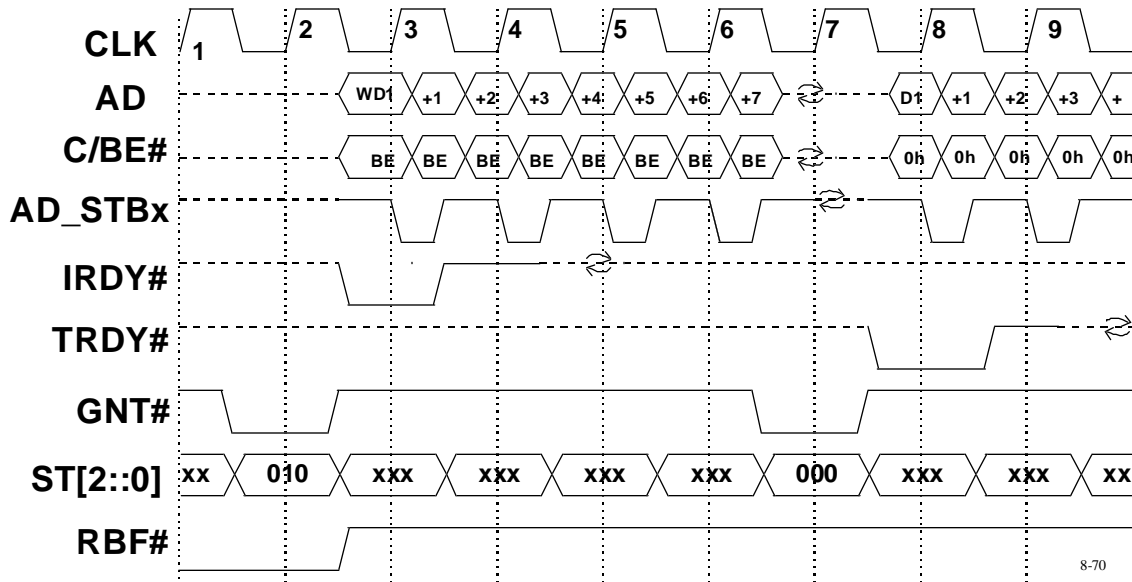 CLK 1 2 3 4 5 6 7 8 9
AD WD1 +1 +2 +3 +4 +5 +6 +7 D1 +1 +2 +3 +
C/BE# BE BE BE BE BE BE BE BE 0h 0h 0h 0h 0h
AD_STBx
IRDY#
TRDY#
GNT#
ST[2::0] xx 010 xxx xxx xxx xxx 000 xxx xxx xx
RBF#
8-70